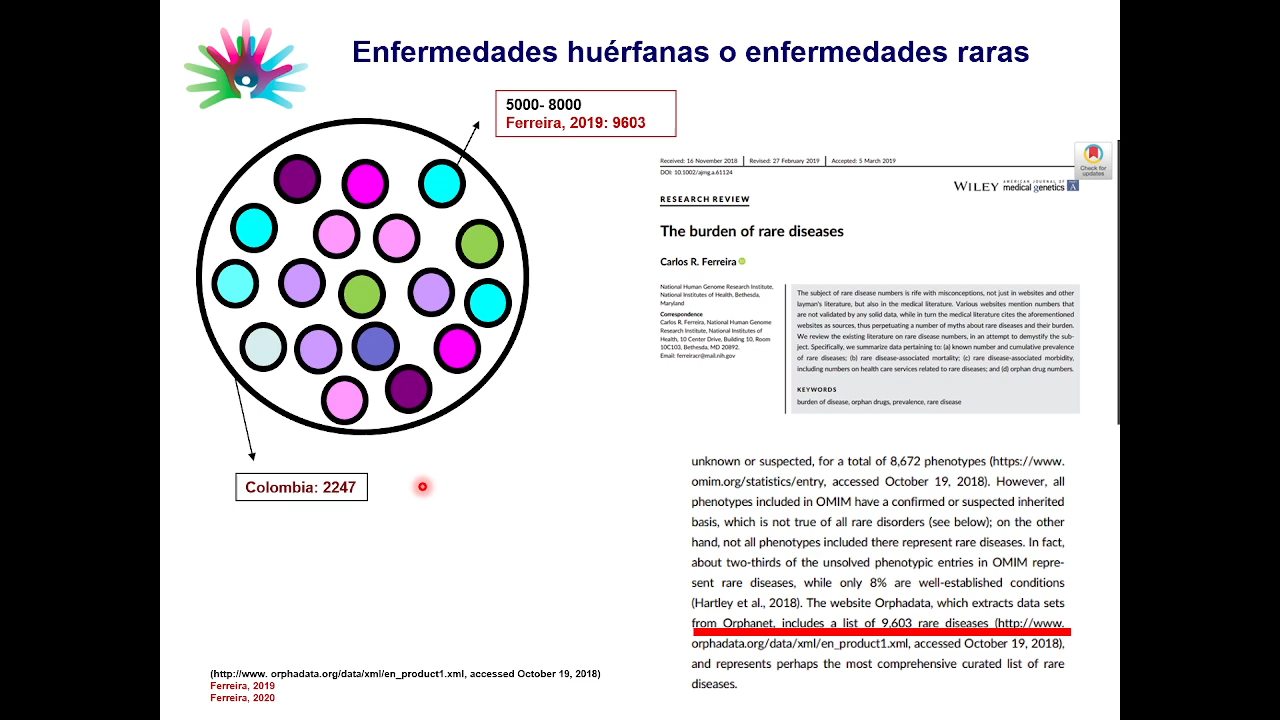 Enfermedades huérfanas o enfermedades raras
5000- 8000
Ferreira, 2019: 9603
Colombia: 2247
Received: 16 November 2018 | Revised: 27 February 2019 | Accepted: 5 March 2019
DOI: 10.1002/ajmg.a.61124
Check for
updates
WILEY AMERICAN JOURNAL OF
medical genetics A
RESEARCH REVIEW
The burden of rare diseases
Carlos R. Ferreira
National Human Genome Research Institute,
National Institutes of Health, Bethesda,
Maryland
Correspondence
Carlos R. Ferreira, National Human Genome
Research Institute, National Institutes of
Health, 10 Center Drive, Building 10, Room
10C103, Bethesda, MD 20892.
Email: ferreiracr@mail.nih.gov
The subject of rare disease numbers is rife with misconceptions, not just in websites and other
layman's literature, but also in the medical literature. Various websites mention numbers that
are not validated by any solid data, while in turn the medical literature cites the aforementioned
websites as sources, thus perpetuating a number of myths about rare diseases and their burden.
We review the existing literature on rare disease numbers, in an attempt to demystify the sub-
ject. Specifically, we summarize data pertaining to: (a) known number and cumulative prevalence
of rare diseases; (b) rare disease-associated mortality; (c) rare disease-associated morbidity,
including numbers on health care services related to rare diseases; and (d) orphan drug numbers.
KEYWORDS
burden of disease, orphan drugs, prevalence, rare disease
unknown or suspected, for a total of 8,672 phenotypes (https://www.
omim.org/statistics/entry, accessed October 19, 2018). However, all
phenotypes included in OMIM have a confirmed or suspected inherited
basis, which is not true of all rare disorders (see below); on the other
hand, not all phenotypes included there represent rare diseases. In fact,
about two-thirds of the unsolved phenotypic entries in OMIM repre-
sent rare diseases, while only 8% are well-established conditions
(Hartley et al., 2018). The website Orphadata, which extracts data sets
from Orphanet, includes a list of 9,603 rare diseases (http://www.
orphadata.org/data/xml/en_product1.xml, accessed October 19, 2018),
and represents perhaps the most comprehensive curated list of rare
diseases.
(http://www. orphadata.org/data/xml/en_product1.xml, accessed October 19, 2018)
Ferreira, 2019
Ferreira, 2020